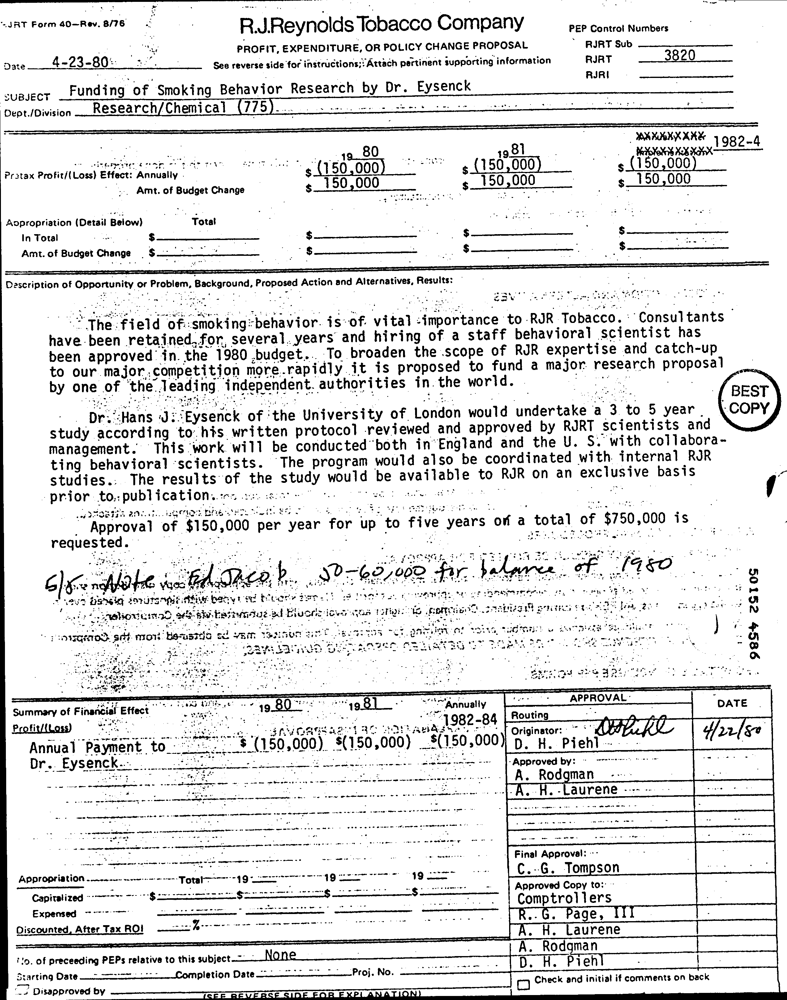 RJRT Form 40—Rev. 8/76
R.J.Reynolds Tobacco Company
PROFIT, EXPENDITURE, OR POLICY CHANGE PROPOSAL
See reverse side for instructions; Attach pertinent supporting information
PEP Control Numbers
RJRT Sub
RJRT 3820
RJRI
Date 4-23-80
SUBJECT Funding of Smoking Behavior Research by Dr. Eysenck
Dept./Division Research/Chemical (775)
19 80 19 81 1982-4
Pretax Profit/(Loss) Effect: Annually $ (150,000) $ (150,000) $ (150,000)
Amt. of Budget Change $ 150,000 $ 150,000 $ 150,000
Appropriation (Detail Below) Total
In Total $ $ $ $
Amt. of Budget Change $ $ $ $
Description of Opportunity or Problem, Background, Proposed Action and Alternatives, Results:
The field of smoking behavior is of vital importance to RJR Tobacco. Consultants
have been retained for several years and hiring of a staff behavioral scientist has
been approved in the 1980 budget. To broaden the scope of RJR expertise and catch-up
to our major competition more rapidly it is proposed to fund a major research proposal
by one of the leading independent authorities in the world.
BEST
COPY
Dr. Hans J. Eysenck of the University of London would undertake a 3 to 5 year
study according to his written protocol reviewed and approved by RJRT scientists and
management. This work will be conducted both in England and the U. S. with collabora-
ting behavioral scientists. The program would also be coordinated with internal RJR
studies. The results of the study would be available to RJR on an exclusive basis
prior to publication.
Approval of $150,000 per year for up to five years or a total of $750,000 is
requested.
5/8 Note Ed Jacob 50-60,000 for balance of 1980
50152 4586
Summary of Financial Effect 19 80 19 81 Annually
Profit/(Loss) 1982-84
Annual Payment to $ (150,000) $(150,000) $(150,000)
Dr. Eysenck
APPROVAL DATE
Routing
Originator: 4/22/80
D. H. Piehl
Approved by:
A. Rodgman
A. H. Laurene
Final Approval:
C. G. Tompson
Approved Copy to:
Comptrollers
R. G. Page, III
A. H. Laurene
A. Rodgman
D. H. Piehl
Appropriation Total 19 19 19
Capitalized $ $ $ $
Expensed
Discounted, After Tax ROI %
No. of preceeding PEPs relative to this subject None
Starting Date Completion Date Proj. No.
Disapproved by
Check and initial if comments on back
(SEE REVERSE SIDE FOR EXPLANATION)